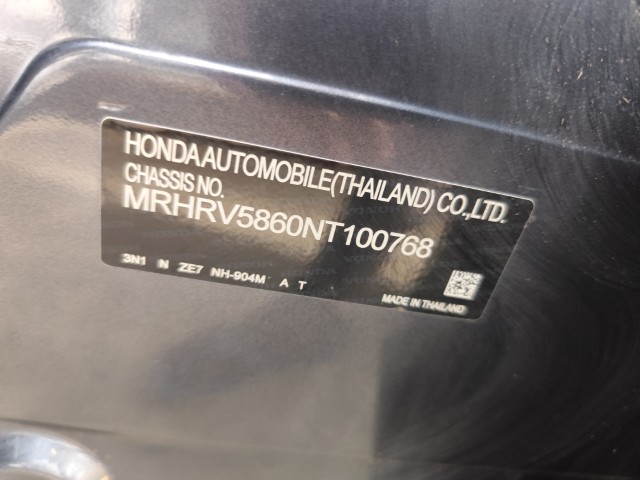 HONDA AUTOMOBILE (THAILAND) CO.,LTD.
CHASSIS NO.
MRHRV5860NT100768
3N1 N ZE7 NH-904M A T
MADE IN THAILAND